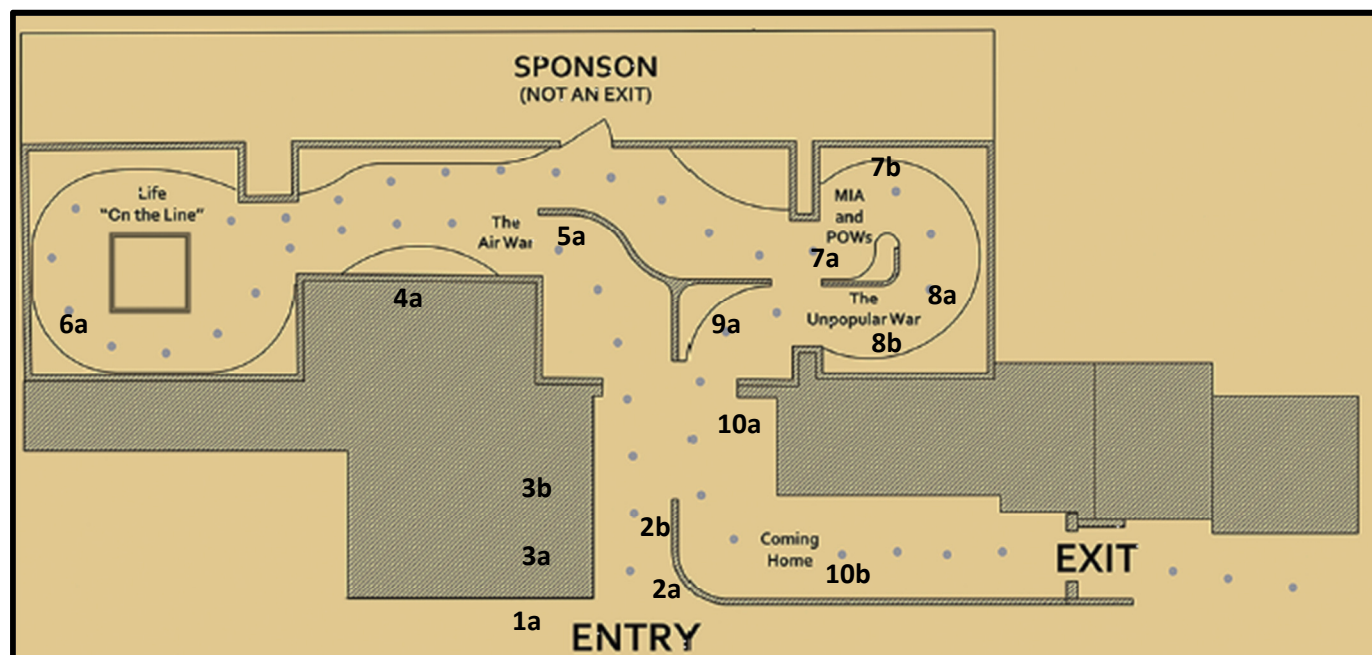 SPONSON
(NOT AN EXIT)
7b
Life
"On the Line"
MIA
and
POWs
The
Air War
5a
7a
4a
6a
9a
8a
The
Unpopular War
8b
10a
3b
2b
3a
Coming
Home
10b
EXIT
2a
1a
ENTRY